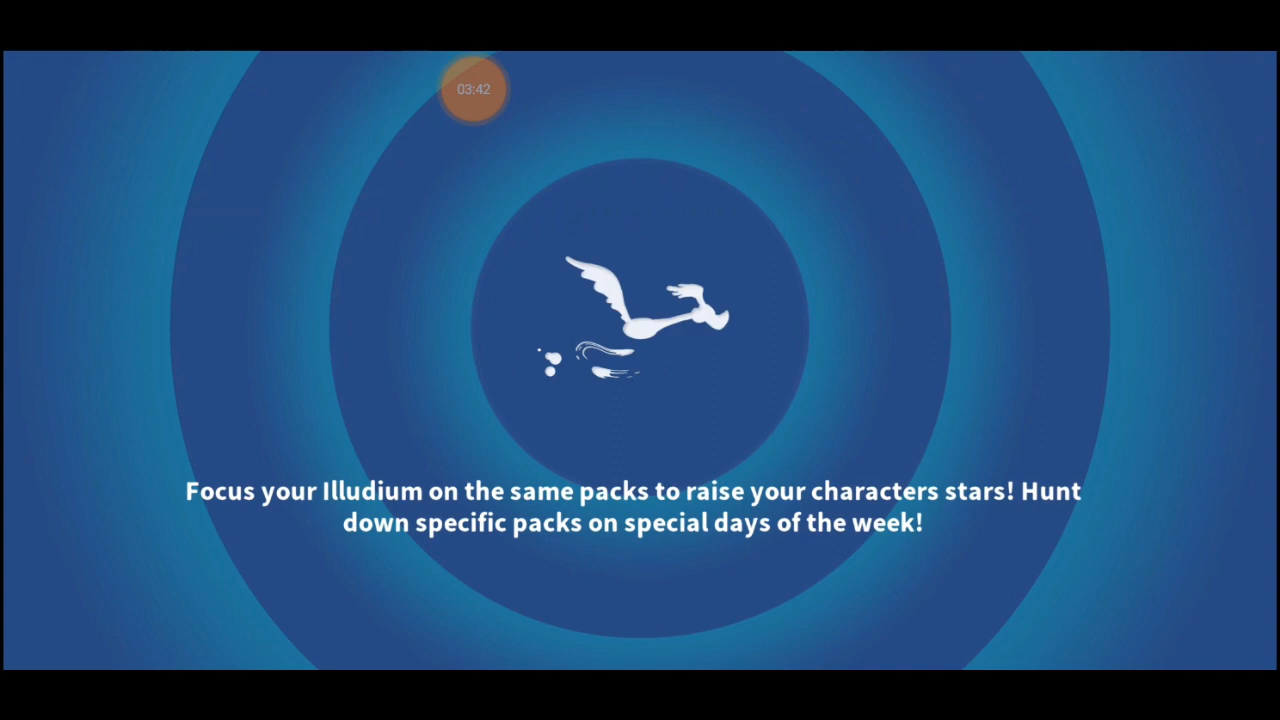 03:42
Focus your Illudium on the same packs to raise your characters stars! Hunt
down specific packs on special days of the week!